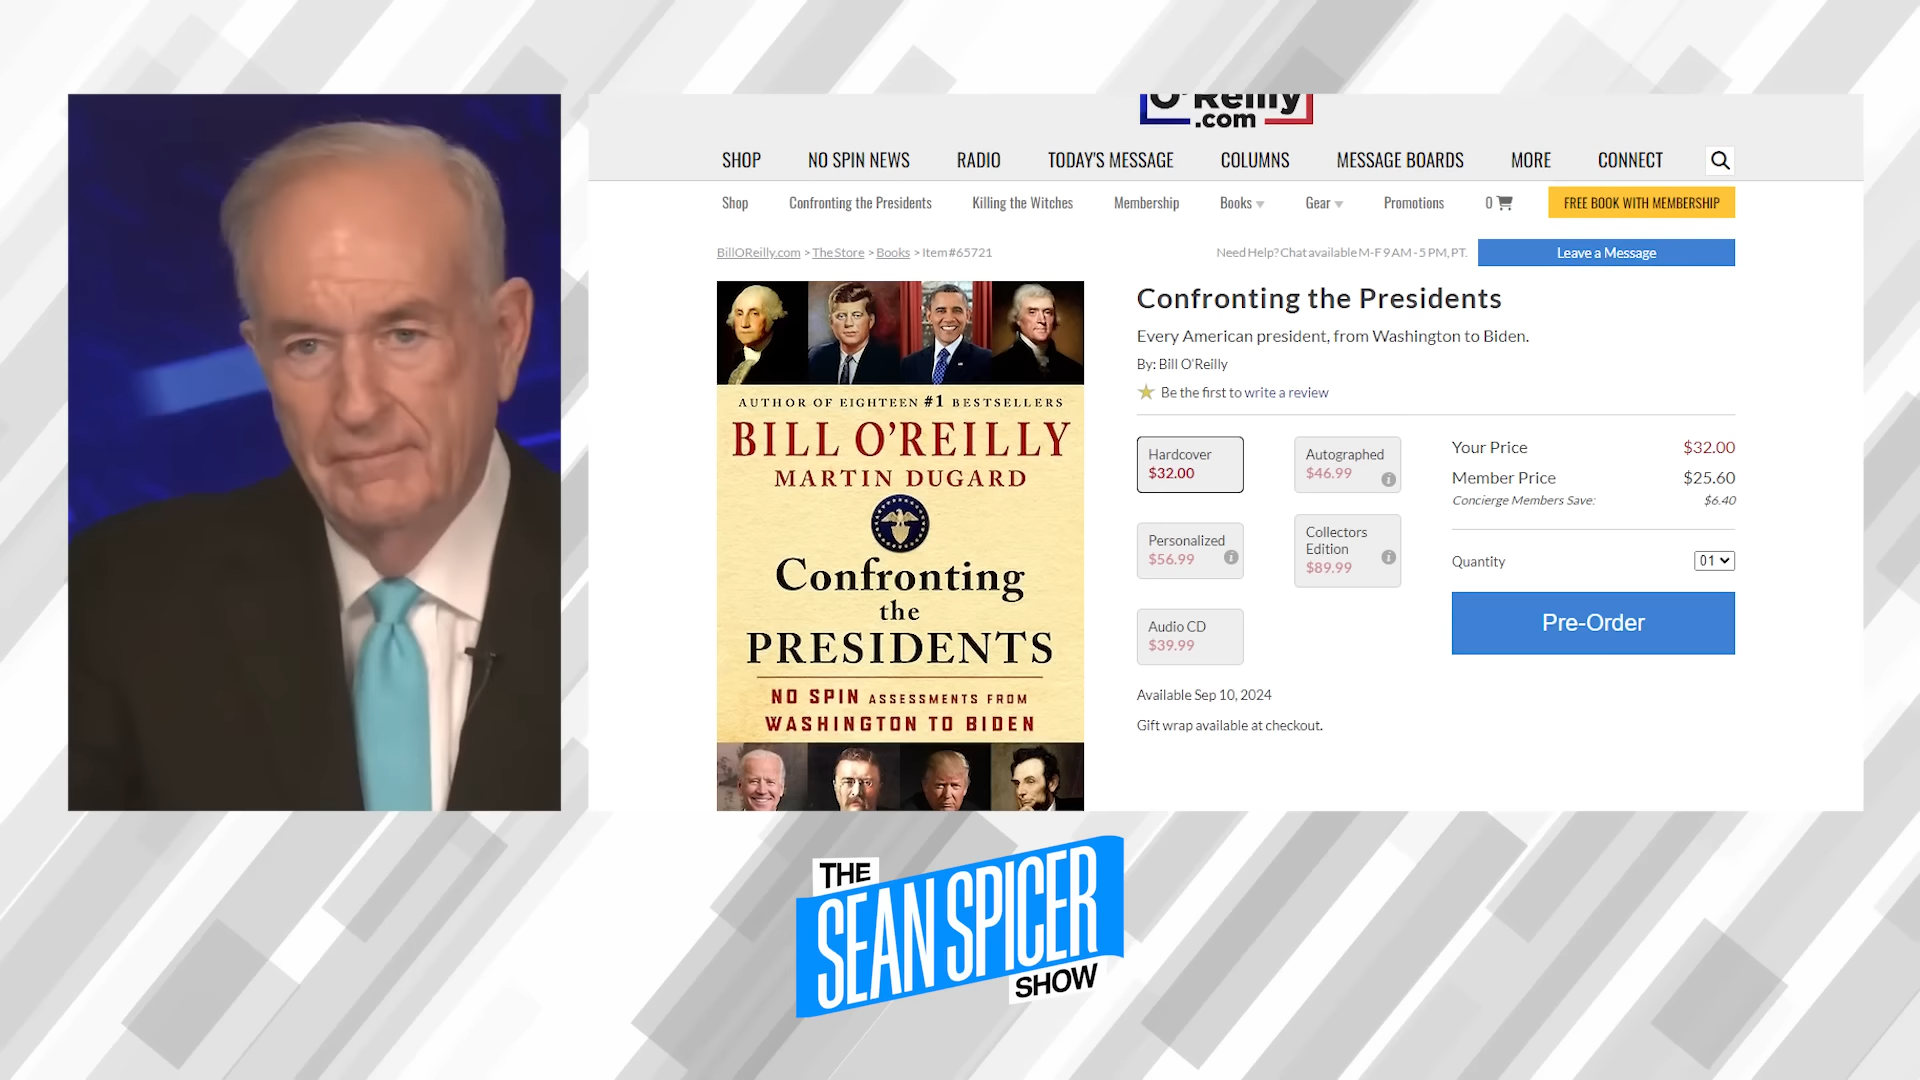 O'Reilly
.com
SHOP NO SPIN NEWS RADIO TODAY'S MESSAGE COLUMNS MESSAGE BOARDS MORE CONNECT
Shop Confronting the Presidents Killing the Witches Membership Books Gear Promotions 0 FREE BOOK WITH MEMBERSHIP
BillOReilly.com > The Store > Books > Item #65721
Need Help? Chat available M-F 9 AM - 5 PM, PT. Leave a Message
AUTHOR OF EIGHTEEN #1 BESTSELLERS
BILL O'REILLY
MARTIN DUGARD
Confronting
the
PRESIDENTS
NO SPIN ASSESSMENTS FROM
WASHINGTON TO BIDEN
Confronting the Presidents
Every American president, from Washington to Biden.
By: Bill O'Reilly
Be the first to write a review
Hardcover
$32.00
Autographed
$46.99
Personalized
$56.99
Collectors
Edition
$89.99
Audio CD
$39.99
Your Price $32.00
Member Price $25.60
Concierge Members Save: $6.40
Quantity 01
Pre-Order
Available Sep 10, 2024
Gift wrap available at checkout.
THE
SEAN SPICER
SHOW